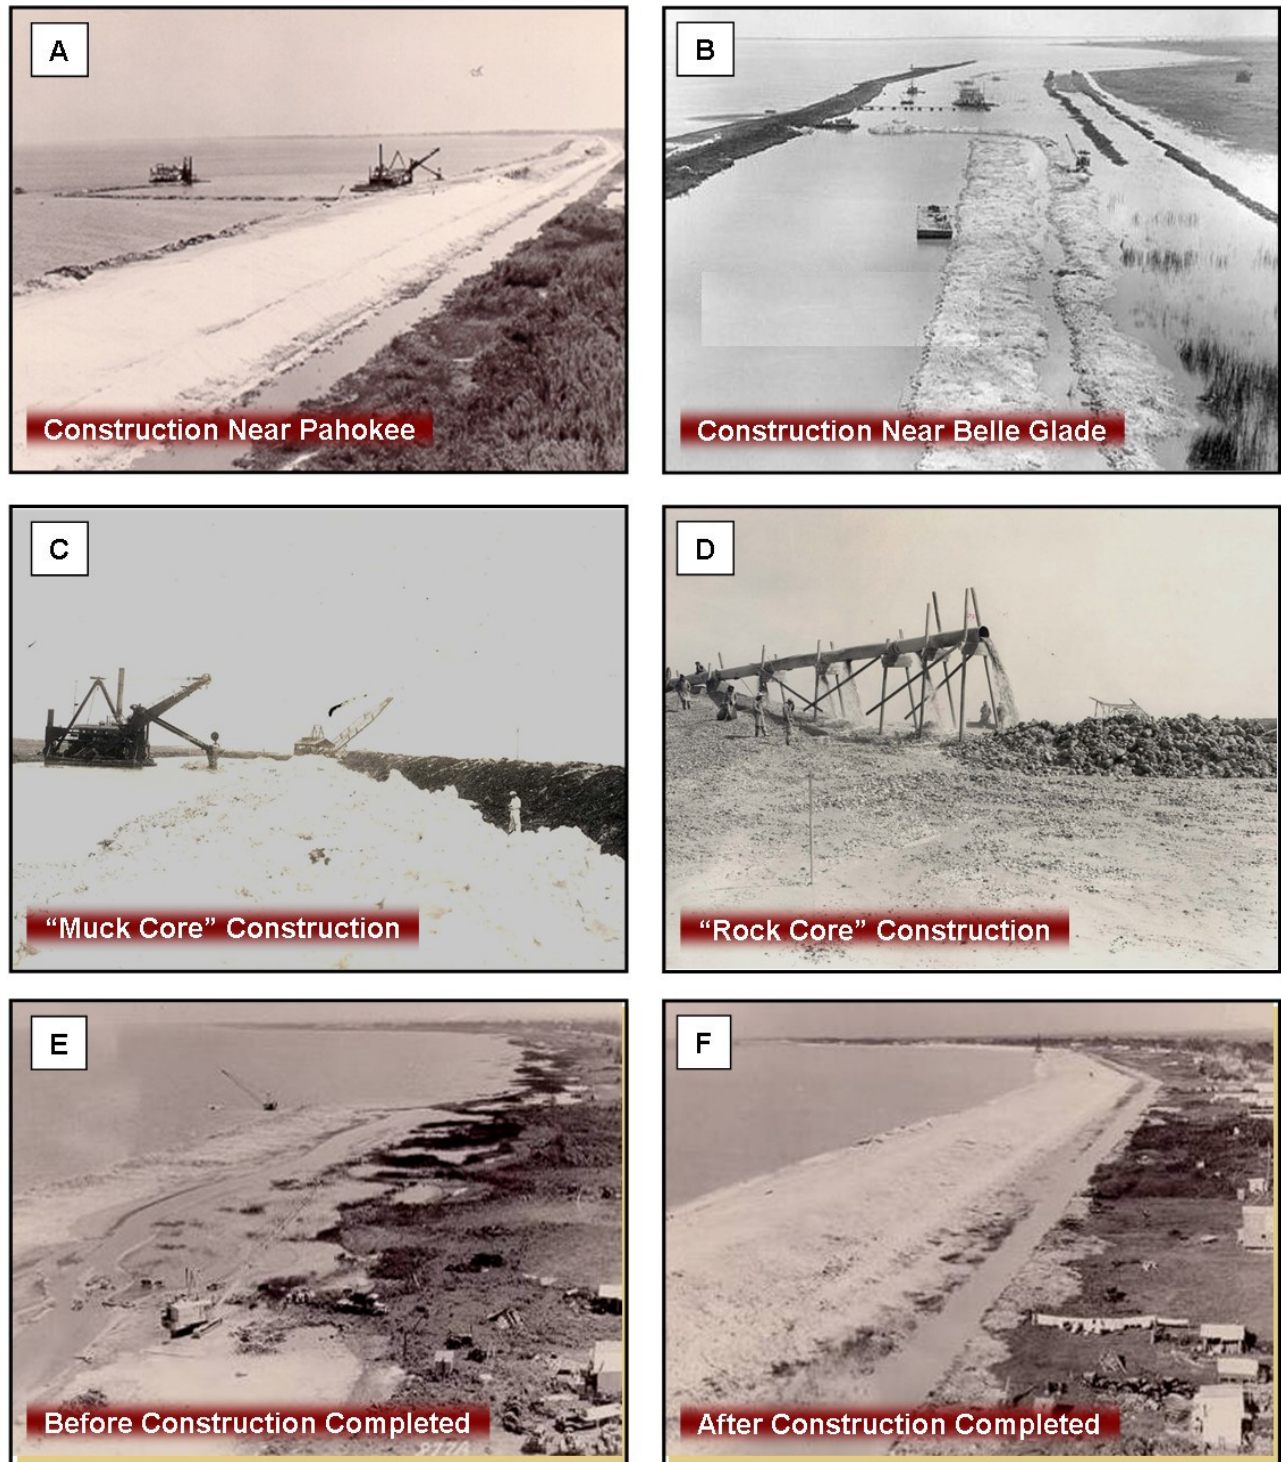 A
B
Construction Near Pahokee
Construction Near Belle Glade
C
D
“Muck Core” Construction
“Rock Core” Construction
E
F
Before Construction Completed
After Construction Completed
877A